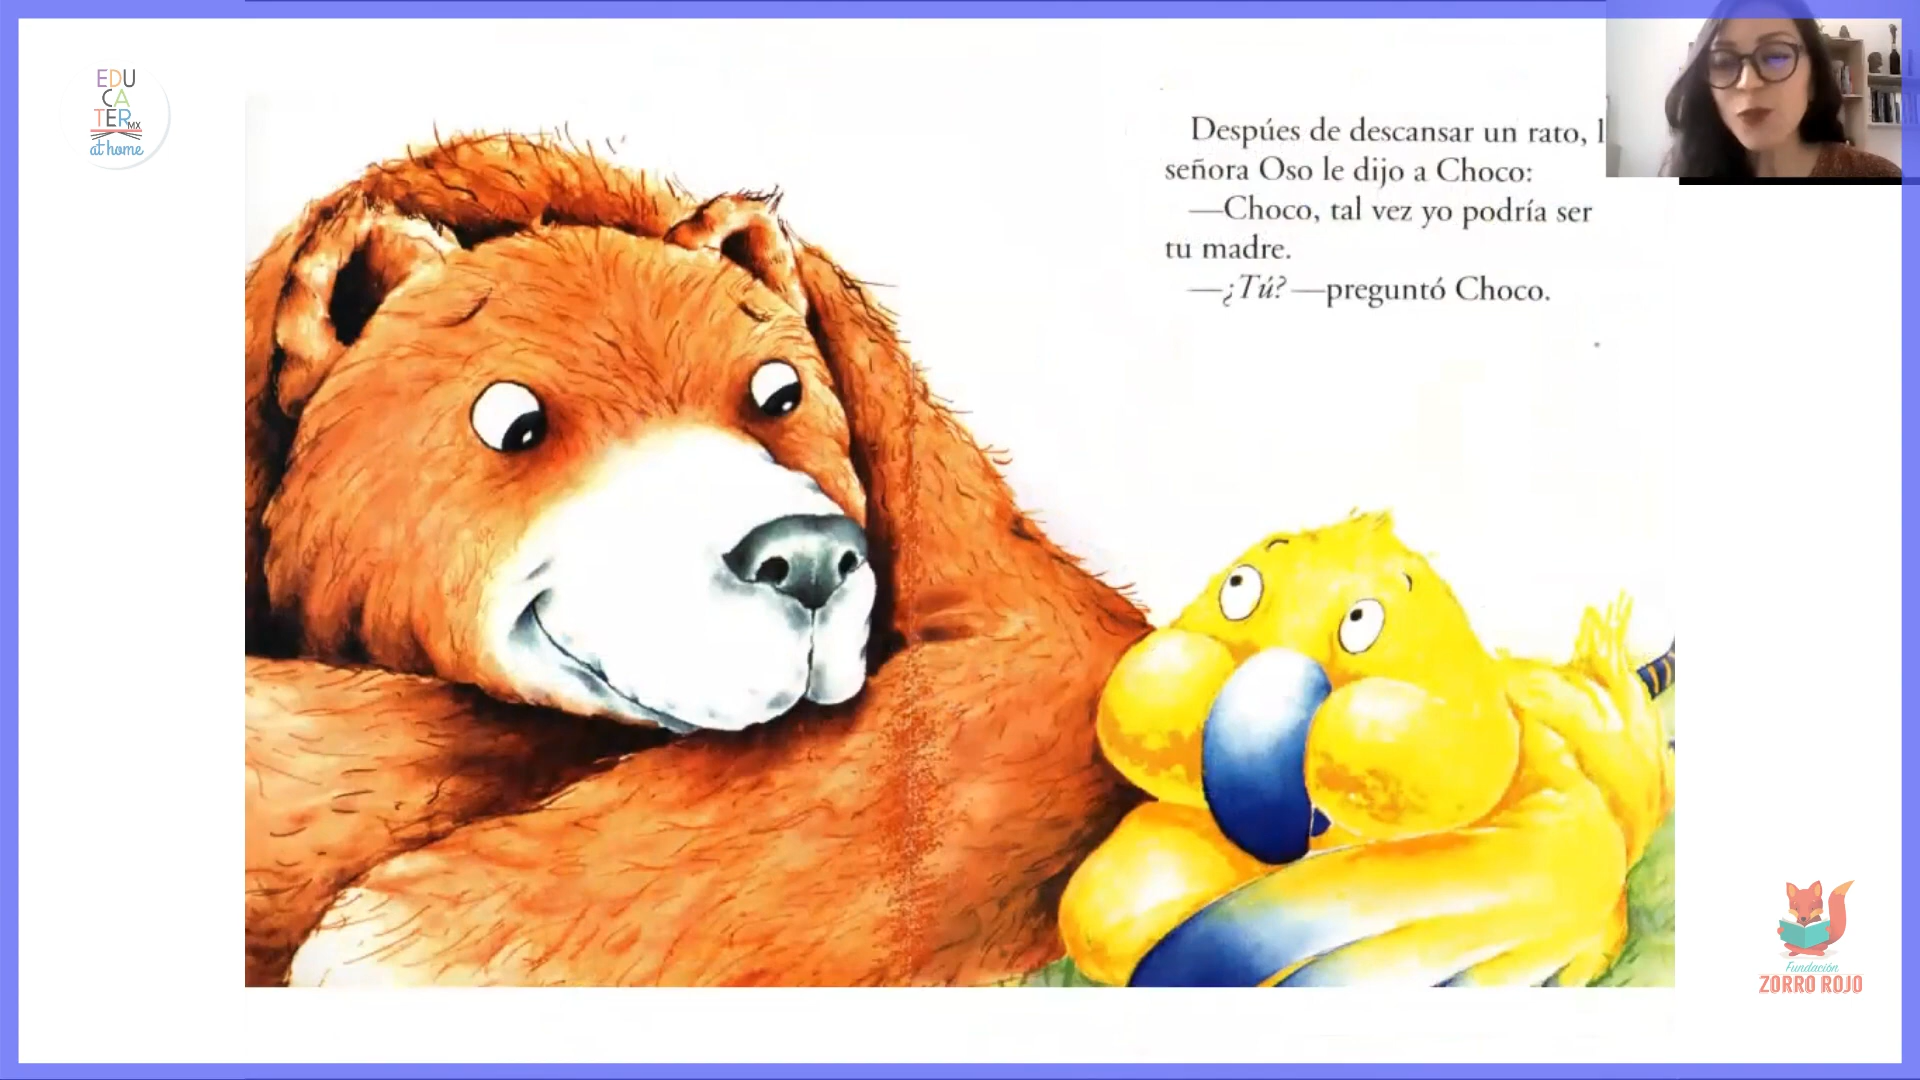 EDU
CA
TER MX
at home
Despúes de descansar un rato, l
señora Oso le dijo a Choco:
—Choco, tal vez yo podría ser
tu madre.
—¿Tú? —preguntó Choco.
Fundación
ZORRO ROJO